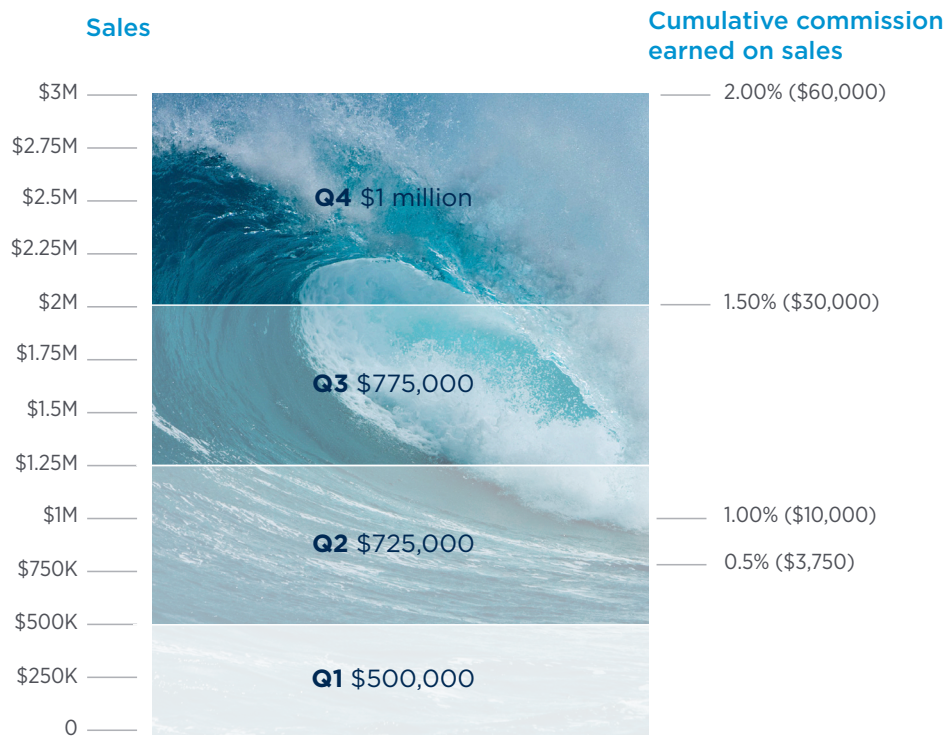 Sales
Cumulative commission
earned on sales
$3M
2.00% ($60,000)
$2.75M
Q4 $1 million
$2.5M
$2.25M
$2M
1.50% ($30,000)
$1.75M
Q3 $775,000
$1.5M
$1.25M
$1M
1.00% ($10,000)
Q2 $725,000
$750K
0.5% ($3,750)
$500K
Q1 $500,000
$250K
0